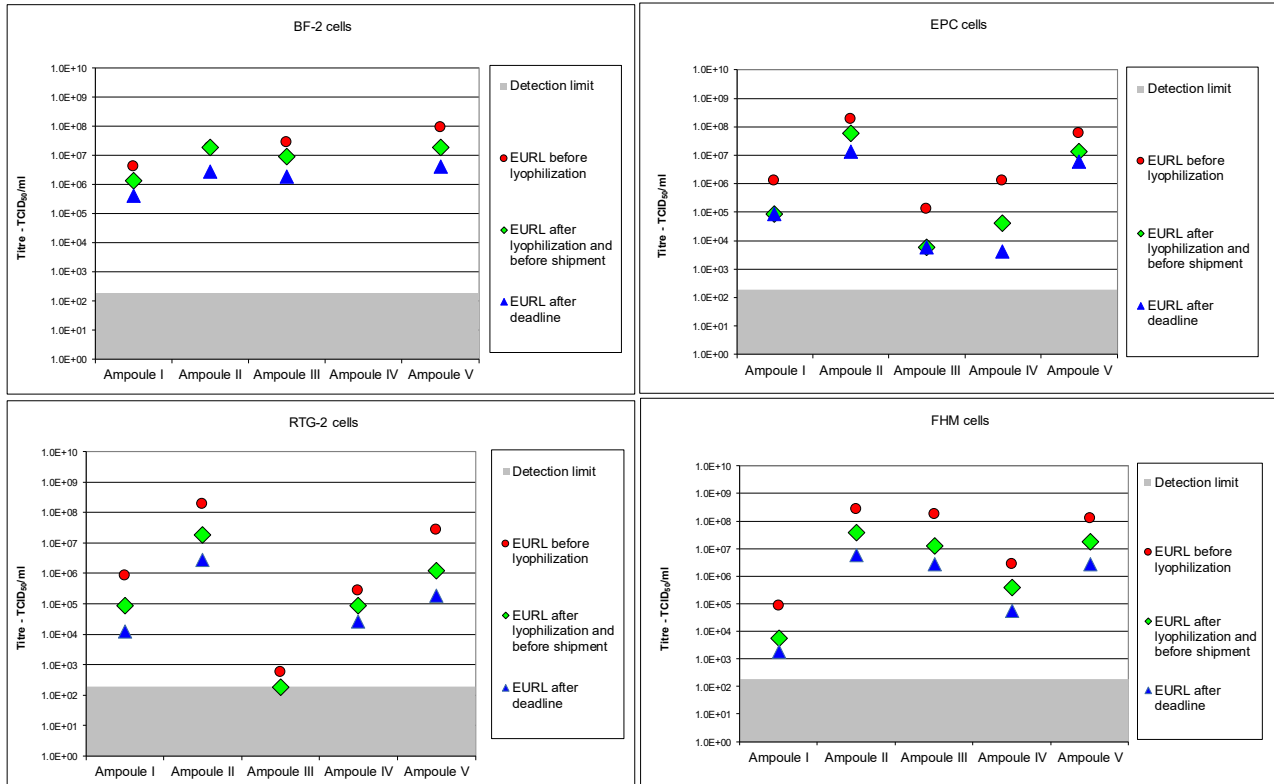 BF-2 cells
1.0E+10
1.0E+09
1.0E+08
1.0E+07
1.0E+06
1.0E+05
1.0E+04
1.0E+03
1.0E+02
1.0E+01
1.0E+00
Titre - TCID50/ml
Ampoule I Ampoule II Ampoule III Ampoule IV Ampoule V
Detection limit
EURL before
lyophilization
EURL after
lyophilization and
before shipment
EURL after
deadline
EPC cells
1.0E+10
1.0E+09
1.0E+08
1.0E+07
1.0E+06
1.0E+05
1.0E+04
1.0E+03
1.0E+02
1.0E+01
1.0E+00
Titre - TCID50/ml
Ampoule I Ampoule II Ampoule III Ampoule IV Ampoule V
Detection limit
EURL before
lyophilization
EURL after
lyophilization and
before shipment
EURL after
deadline
RTG-2 cells
1.0E+10
1.0E+09
1.0E+08
1.0E+07
1.0E+06
1.0E+05
1.0E+04
1.0E+03
1.0E+02
1.0E+01
1.0E+00
Titre - TCID50/ml
Ampoule I Ampoule II Ampoule III Ampoule IV Ampoule V
Detection limit
EURL before
lyophilization
EURL after
lyophilization and
before shipment
EURL after
deadline
FHM cells
1.0E+10
1.0E+09
1.0E+08
1.0E+07
1.0E+06
1.0E+05
1.0E+04
1.0E+03
1.0E+02
1.0E+01
1.0E+00
Titre - TCID50/ml
Ampoule I Ampoule II Ampoule III Ampoule IV Ampoule V
Detection limit
EURL before
lyophilization
EURL after
lyophilization and
before shipment
EURL after
deadline